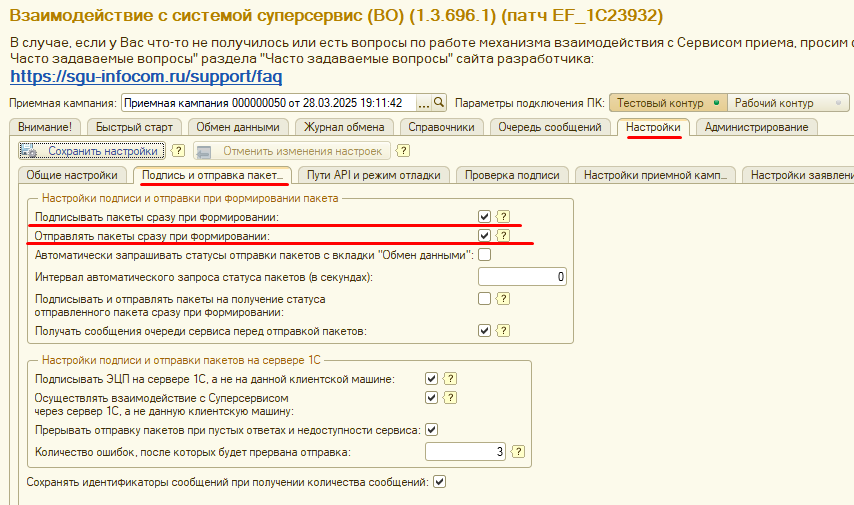 Взаимодействие с системой суперсервис (ВО) (1.3.696.1) (патч EF_1C23932)
В случае, если у Вас что-то не получилось или есть вопросы по работе механизма взаимодействия с Сервисом приема, просим
Часто задаваемые вопросы" раздела "Часто задаваемые вопросы" сайта разработчика:
https://sgu-infocom.ru/support/faq
Приемная кампания: Приемная кампания 000000050 от 28.03.2025 19:11:42 ... Параметры подключения ПК: Тестовый контур Рабочий контур
Внимание! Быстрый старт Обмен данными Журнал обмена Справочники Очередь сообщений Настройки Администрирование
Сохранить настройки ? Отменить изменения настроек ?
Общие настройки Подпись и отправка пакет... Пути API и режим отладки Проверка подписи Настройки приемной камп... Настройки заявлени
Настройки подписи и отправки при формировании пакета
Подписывать пакеты сразу при формировании: ?
Отправлять пакеты сразу при формировании: ?
Автоматически запрашивать статусы отправки пакетов с вкладки "Обмен данными":
Интервал автоматического запроса статуса пакетов (в секундах): 0
Подписывать и отправлять пакеты на получение статуса ?
отправленного пакета сразу при формировании:
Получать сообщения очереди сервиса перед отправкой пакетов: ?
Настройки подписи и отправки пакетов на сервере 1С
Подписывать ЭЦП на сервере 1С, а не на данной клиентской машине: ?
Осуществлять взаимодействие с Суперсервисом ?
через сервер 1С, а не данную клиентскую машину:
Прерывать отправку пакетов при пустых ответах и недоступности сервиса:
Количество ошибок, после которых будет прервана отправка: 3 ?
Сохранять идентификаторы сообщений при получении количества сообщений: